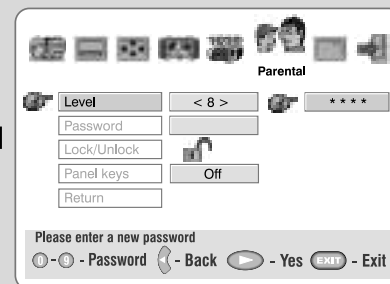 Parental
Level < 8 > * * * *
Password
Lock/Unlock
Panel keys Off
Return
Please enter a new password
0 - 9 - Password - Back - Yes EXIT - Exit